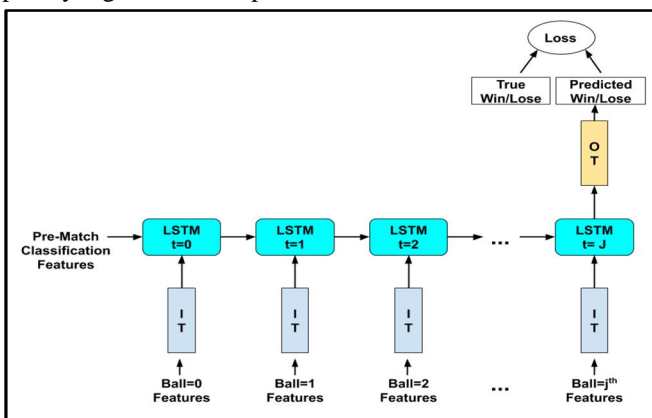 Loss
True
Win/Lose
Predicted
Win/Lose
O
T
Pre-Match
Classification
Features
LSTM
t=0
LSTM
t=1
LSTM
t=2
...
LSTM
t= J
I
T
I
T
I
T
I
T
Ball=0
Features
Ball=1
Features
Ball=2
Features
...
Ball=jth
Features